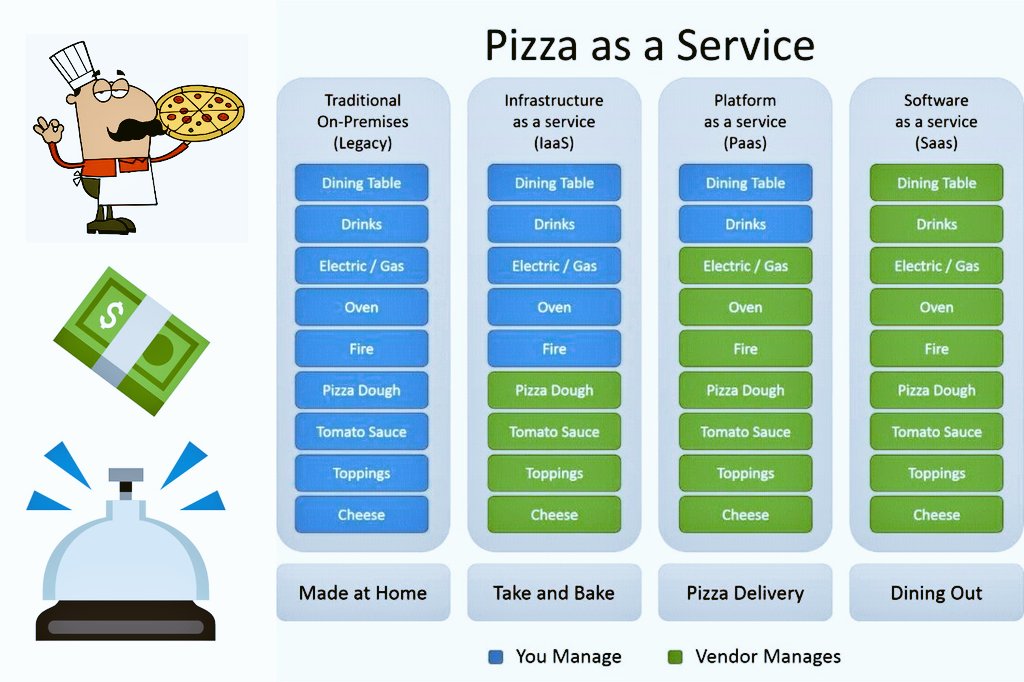 Pizza as a Service
Traditional
On-Premises
(Legacy)
Dining Table
Drinks
Electric / Gas
Oven
Fire
Pizza Dough
Tomato Sauce
Toppings
Cheese
Made at Home
Infrastructure
as a service
(IaaS)
Dining Table
Drinks
Electric / Gas
Oven
Fire
Pizza Dough
Tomato Sauce
Toppings
Cheese
Take and Bake
Platform
as a service
(Paas)
Dining Table
Drinks
Electric / Gas
Oven
Fire
Pizza Dough
Tomato Sauce
Toppings
Cheese
Pizza Delivery
Software
as a service
(Saas)
Dining Table
Drinks
Electric / Gas
Oven
Fire
Pizza Dough
Tomato Sauce
Toppings
Cheese
Dining Out
You Manage
Vendor Manages
$